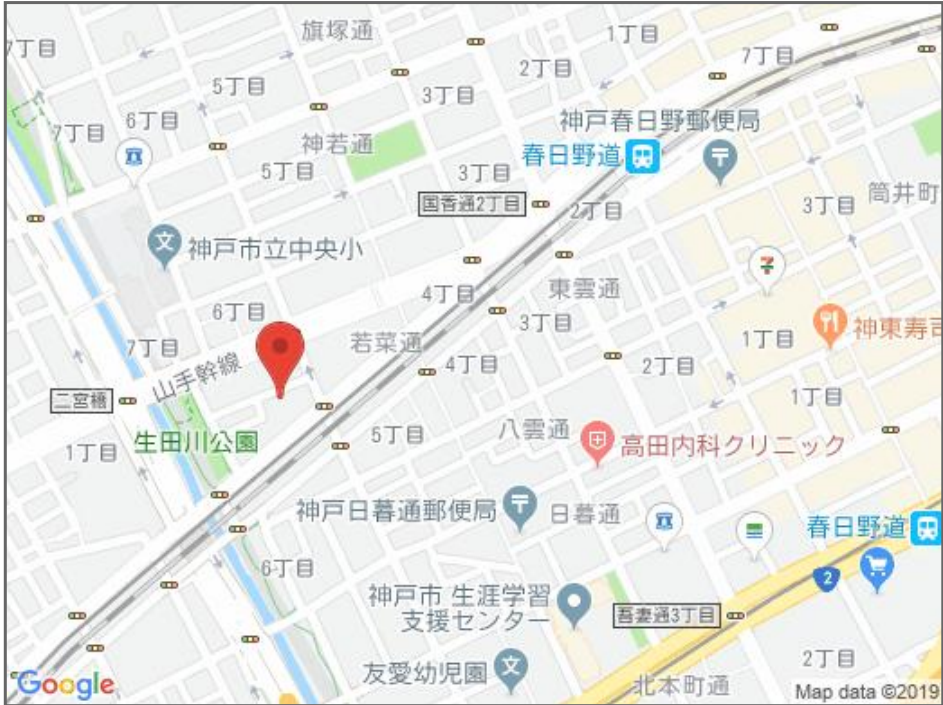 旗塚通
1丁目
7丁目
7丁目
2丁目
5丁目
3丁目
6丁目
7丁目
神若通
神戸春日野郵便局
春日野道
5丁目
3丁目
国香通2丁目
2丁目
3丁目
筒井町
神戸市立中央小
4丁目
東雲通
6丁目
3丁目
若菜通
1丁目
神東寿司
7丁目
4丁目
2丁目
山手幹線
二宮橋
1丁目
生田川公園
5丁目
八雲通
高田内科クリニック
1丁目
神戸日暮通郵便局
日暮通
春日野道
6丁目
2
神戸市 生涯学習
支援センター
吾妻通3丁目
友愛幼児園
2丁目
北本町通
Google
Map data ©2019